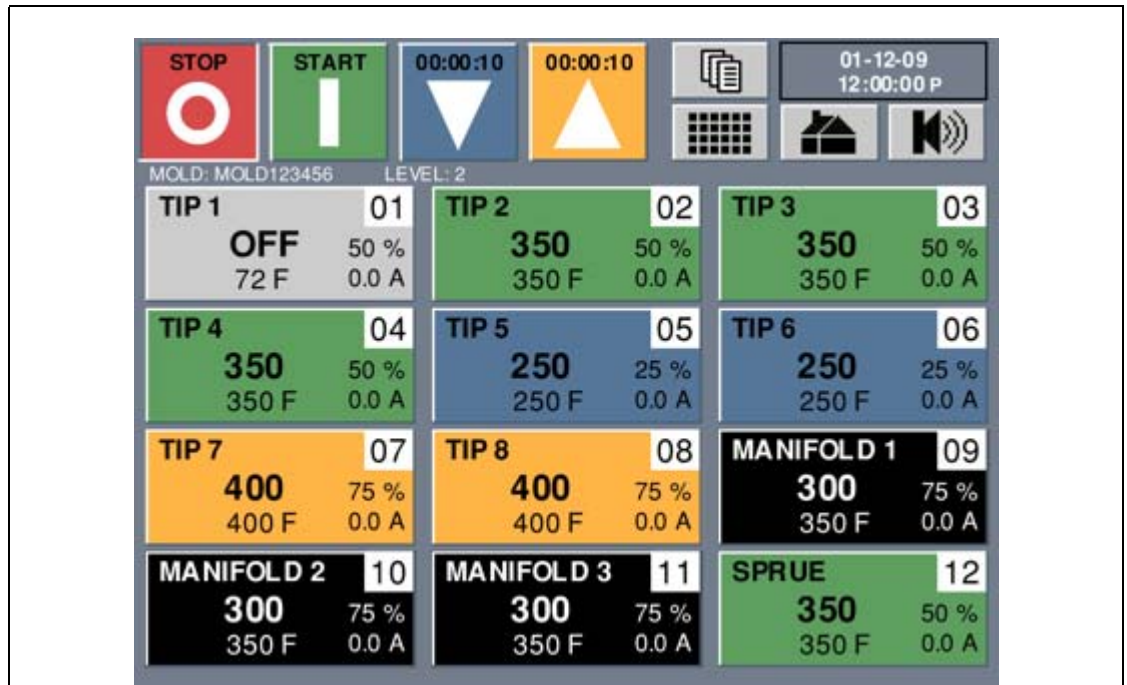 STOP START 00:00:10 00:00:10 01-12-09
12:00:00 P
MOLD: MOLD123456 LEVEL: 2
TIP 1 01 TIP 2 02 TIP 3 03
OFF 50 % 350 50 % 350 50 %
72 F 0.0 A 350 F 0.0 A 350 F 0.0 A
TIP 4 04 TIP 5 05 TIP 6 06
350 50 % 250 25 % 250 25 %
350 F 0.0 A 250 F 0.0 A 250 F 0.0 A
TIP 7 07 TIP 8 08 MANIFOLD 1 09
400 75 % 400 75 % 300 75 %
400 F 0.0 A 400 F 0.0 A 350 F 0.0 A
MANIFOLD 2 10 MANIFOLD 3 11 SPRUE 12
300 75 % 300 75 % 350 50 %
350 F 0.0 A 350 F 0.0 A 350 F 0.0 A